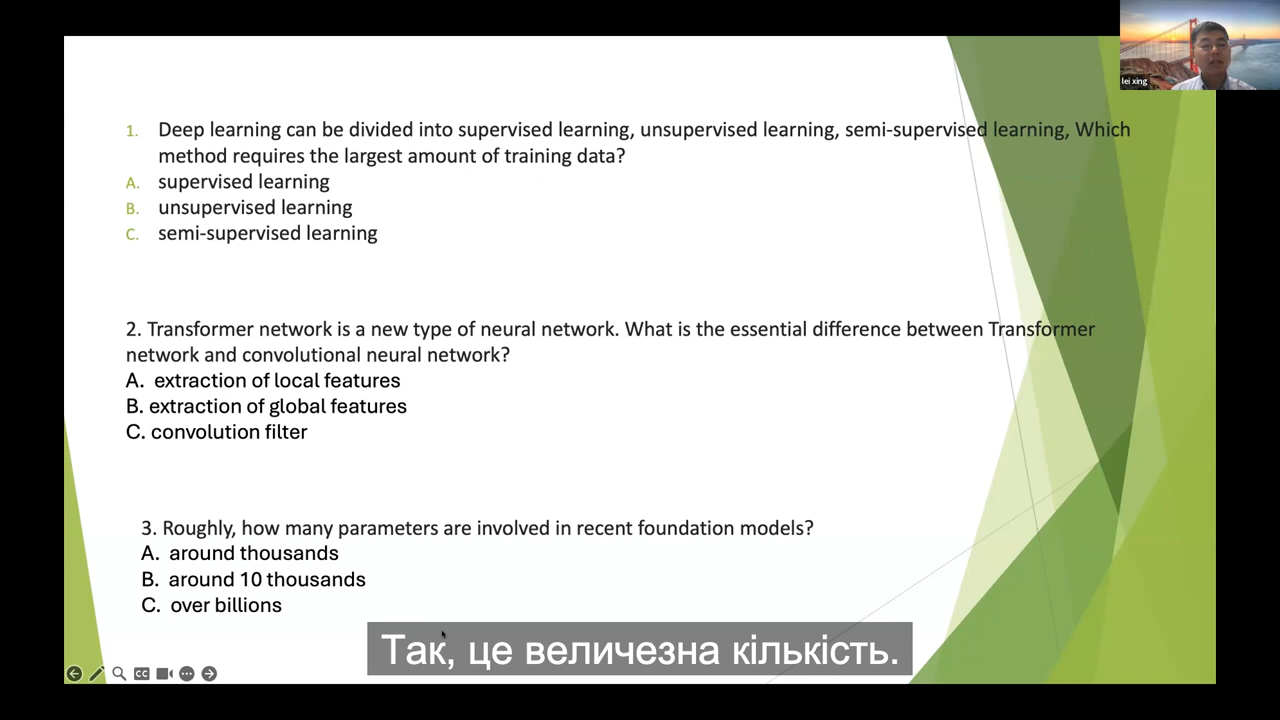 lei xing
1. Deep learning can be divided into supervised learning, unsupervised learning, semi-supervised learning, Which
method requires the largest amount of training data?
A. supervised learning
B. unsupervised learning
C. semi-supervised learning
2. Transformer network is a new type of neural network. What is the essential difference between Transformer
network and convolutional neural network?
A. extraction of local features
B. extraction of global features
C. convolution filter
3. Roughly, how many parameters are involved in recent foundation models?
A. around thousands
B. around 10 thousands
C. over billions
Так, це величезна кількість.
CC